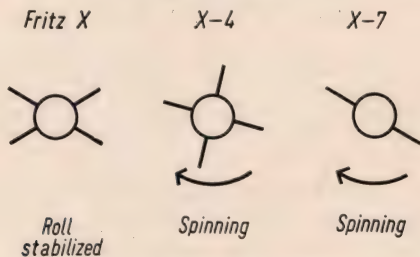 Fritz X
X-4
X-7
Roll
stabilized
Spinning
Spinning